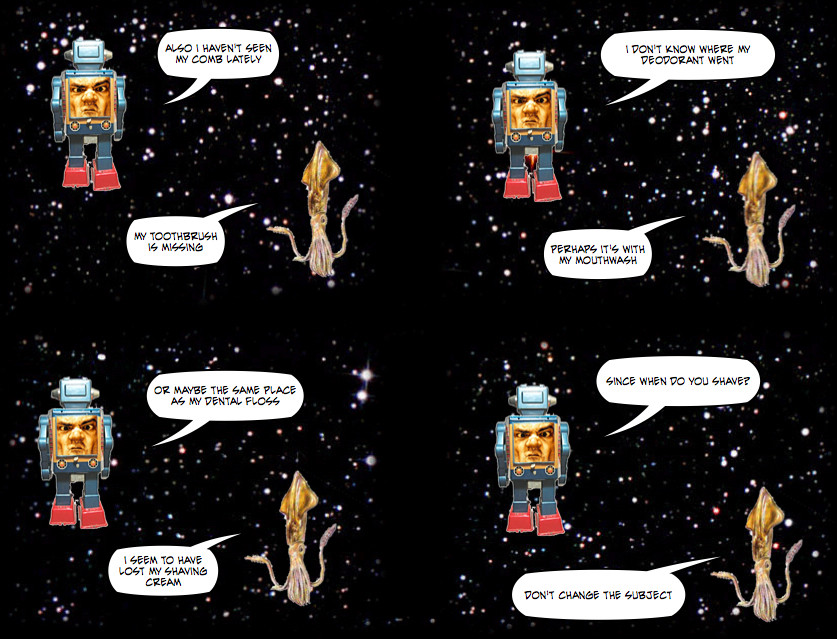 ALSO I HAVEN'T SEEN
MY COMB LATELY
MY TOOTHBRUSH
IS MISSING
I DON'T KNOW WHERE MY
DEODORANT WENT
PERHAPS IT'S WITH
MY MOUTHWASH
OR MAYBE THE SAME PLACE
AS MY DENTAL FLOSS
I SEEM TO HAVE
LOST MY SHAVING
CREAM
SINCE WHEN DO YOU SHAVE?
DON'T CHANGE THE SUBJECT